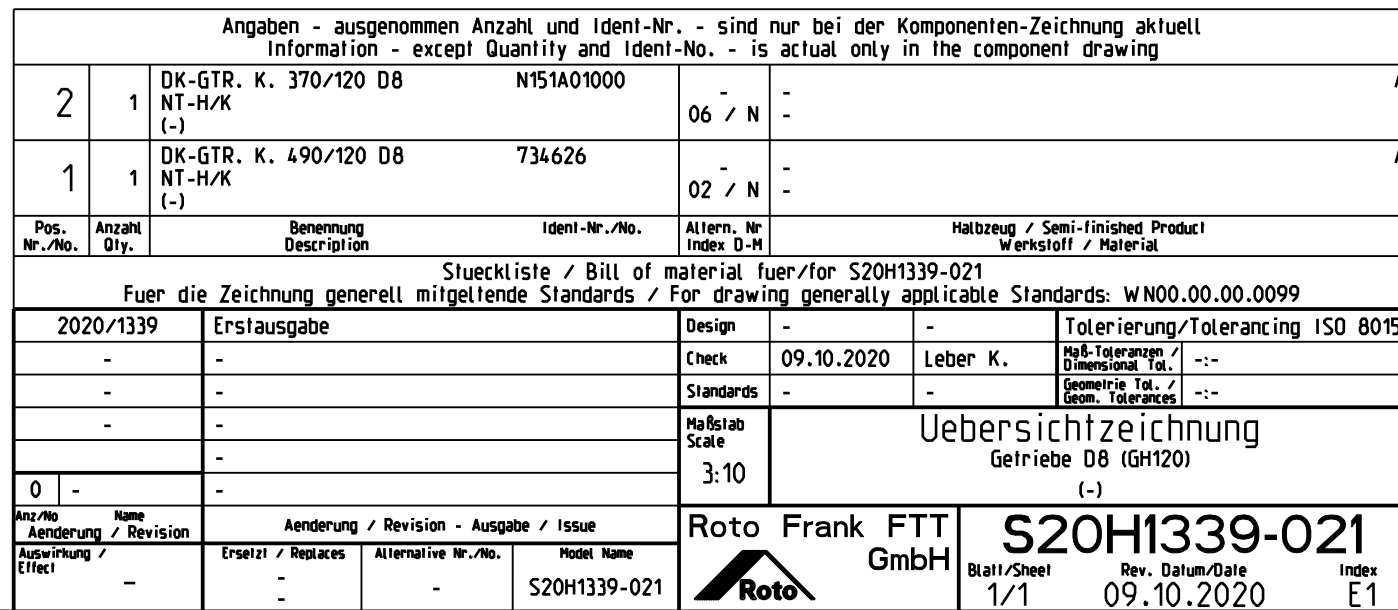 Angaben - ausgenommen Anzahl und Ident-Nr. - sind nur bei der Komponenten-Zeichnung aktuell
Information - except Quantity and Ident-No. - is actual only in the component drawing
2 1 DK-GTR. K. 370/120 D8 N151A01000 - -
NT-H/K 06 / N -
(-)
1 1 DK-GTR. K. 490/120 D8 734626 - -
NT-H/K 02 / N -
(-)
Pos. Anzahl Benennung Ident-Nr./No. Altern. Nr Halbzeug / Semi-finished Product
Nr./No. Qty. Description Index D-M Werkstoff / Material
Stueckliste / Bill of material fuer/for S20H1339-021
Fuer die Zeichnung generell mitgeltende Standards / For drawing generally applicable Standards: WN00.00.00.0099
2020/1339 Erstausgabe Design - - Tolerierung/Tolerancing ISO 8015
- - Check 09.10.2020 Leber K. Maß-Toleranzen / -:-
Dimensional Tol.
- - Standards - - Geometrie Tol. / -:-
Geom. Tolerances
- - Maßstab Uebersichtzeichnung
Scale
- 3:10 Getriebe D8 (GH120)
0 - - (-)
Anz/No Name
Aenderung / Revision Aenderung / Revision - Ausgabe / Issue Roto Frank FTT S20H1339-021
GmbH
Auswirkung / Ersetzt / Replaces Alternative Nr./No. Model Name
Effect
- - - S20H1339-021
-
Roto
Blatt/Sheet Rev. Datum/Date Index
1/1 09.10.2020 E1